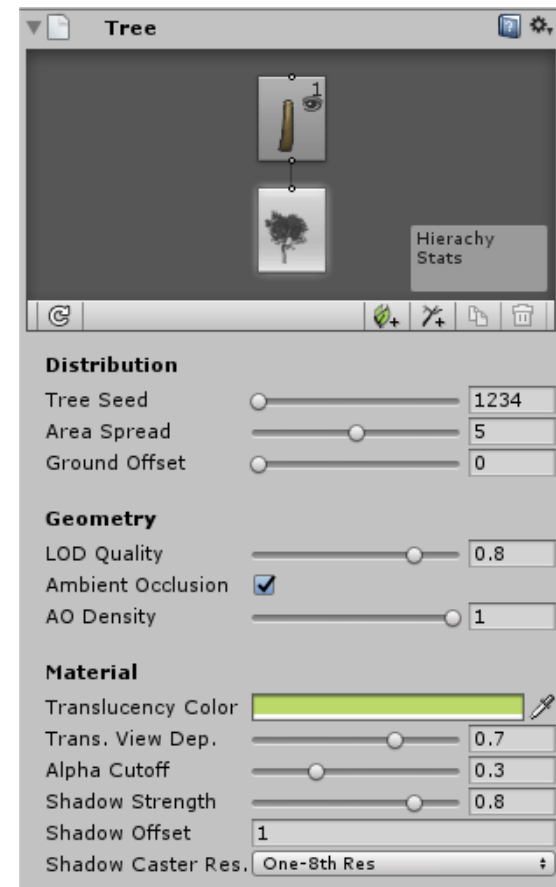 Tree
1
Hierachy
Stats
Distribution
Tree Seed 1234
Area Spread 5
Ground Offset 0
Geometry
LOD Quality 0.8
Ambient Occlusion
AO Density 1
Material
Translucency Color
Trans. View Dep. 0.7
Alpha Cutoff 0.3
Shadow Strength 0.8
Shadow Offset 1
Shadow Caster Res. One-8th Res